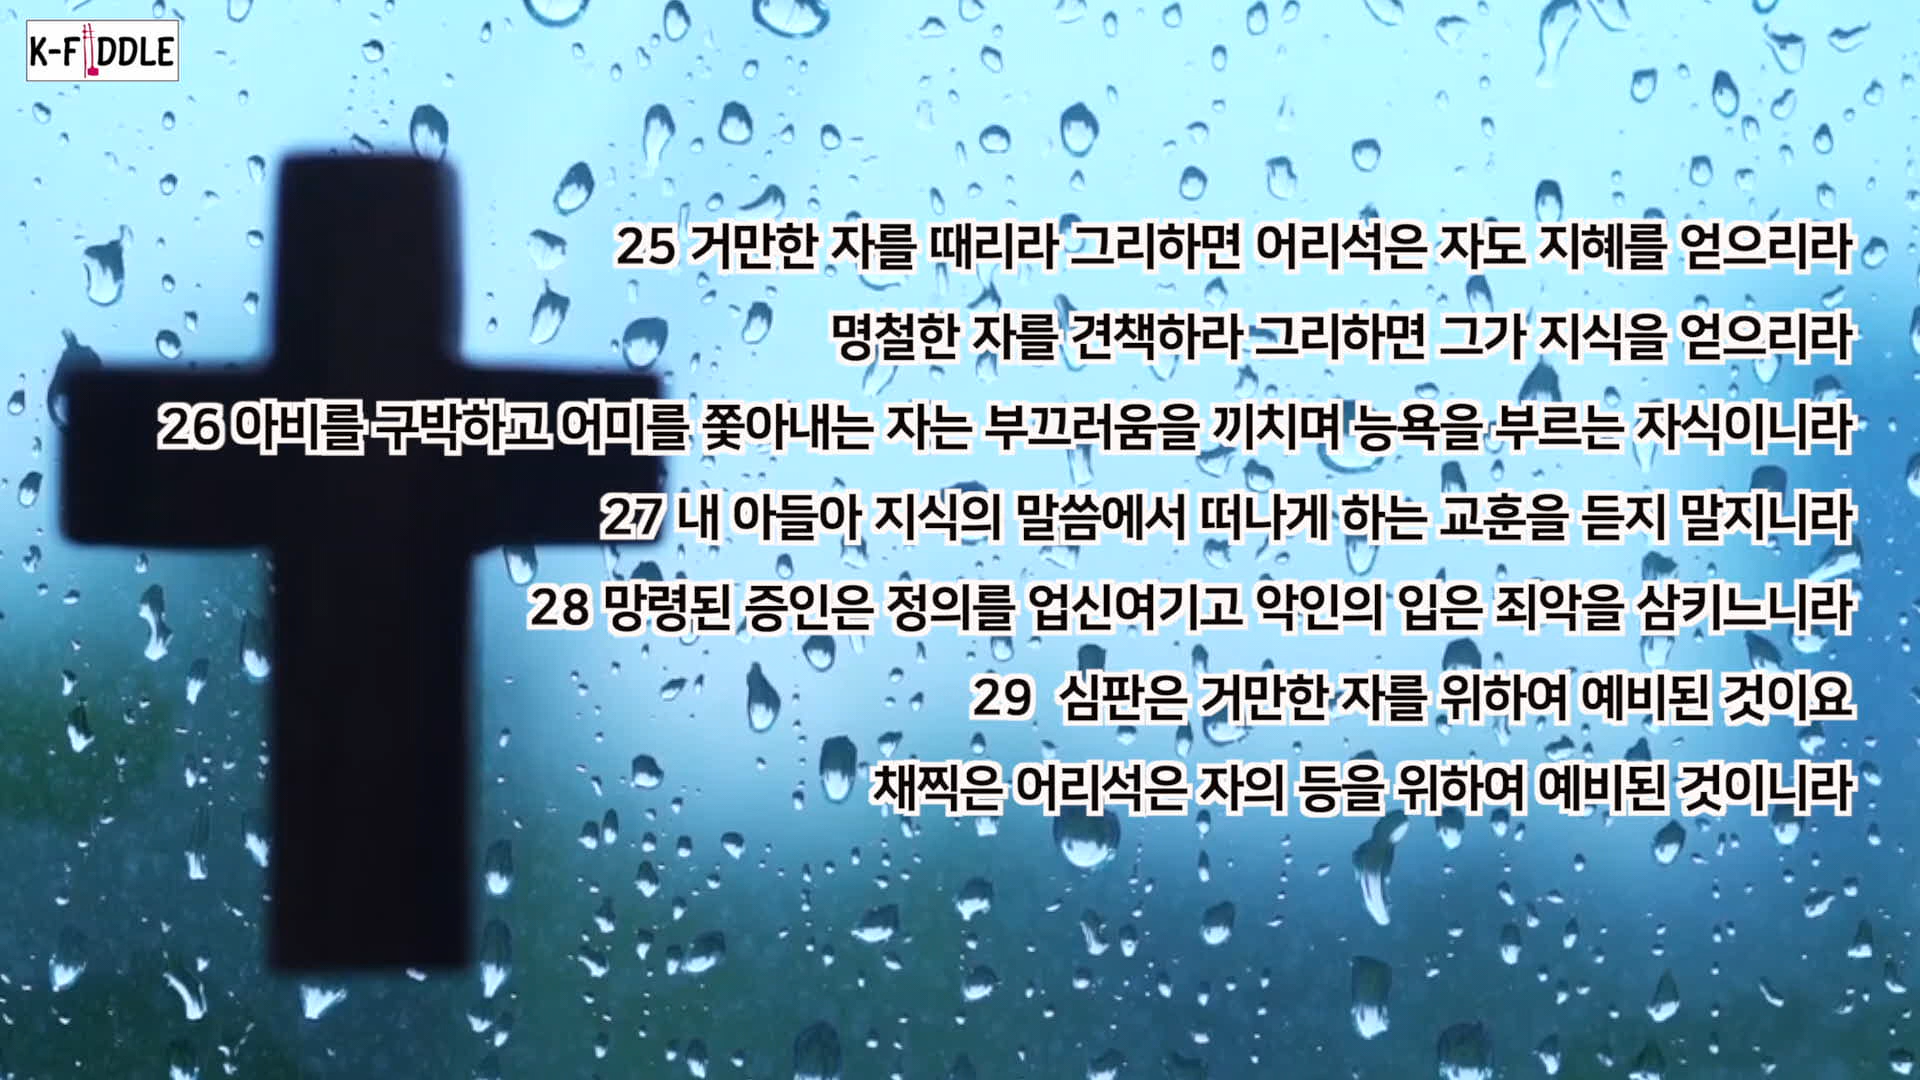 K-FIDDLE
25 거만한 자를 때리라 그리하면 어리석은 자도 지혜를 얻으리라
명철한 자를 견책하라 그리하면 그가 지식을 얻으리라
26 아비를 구박하고 어미를 쫓아내는 자는 부끄러움을 끼치며 능욕을 부르는 자식이니라
27 내 아들아 지식의 말씀에서 떠나게 하는 교훈을 듣지 말지니라
28 망령된 증인은 정의를 업신여기고 악인의 입은 죄악을 삼키느니라
29 심판은 거만한 자를 위하여 예비된 것이요
채찍은 어리석은 자의 등을 위하여 예비된 것이니라